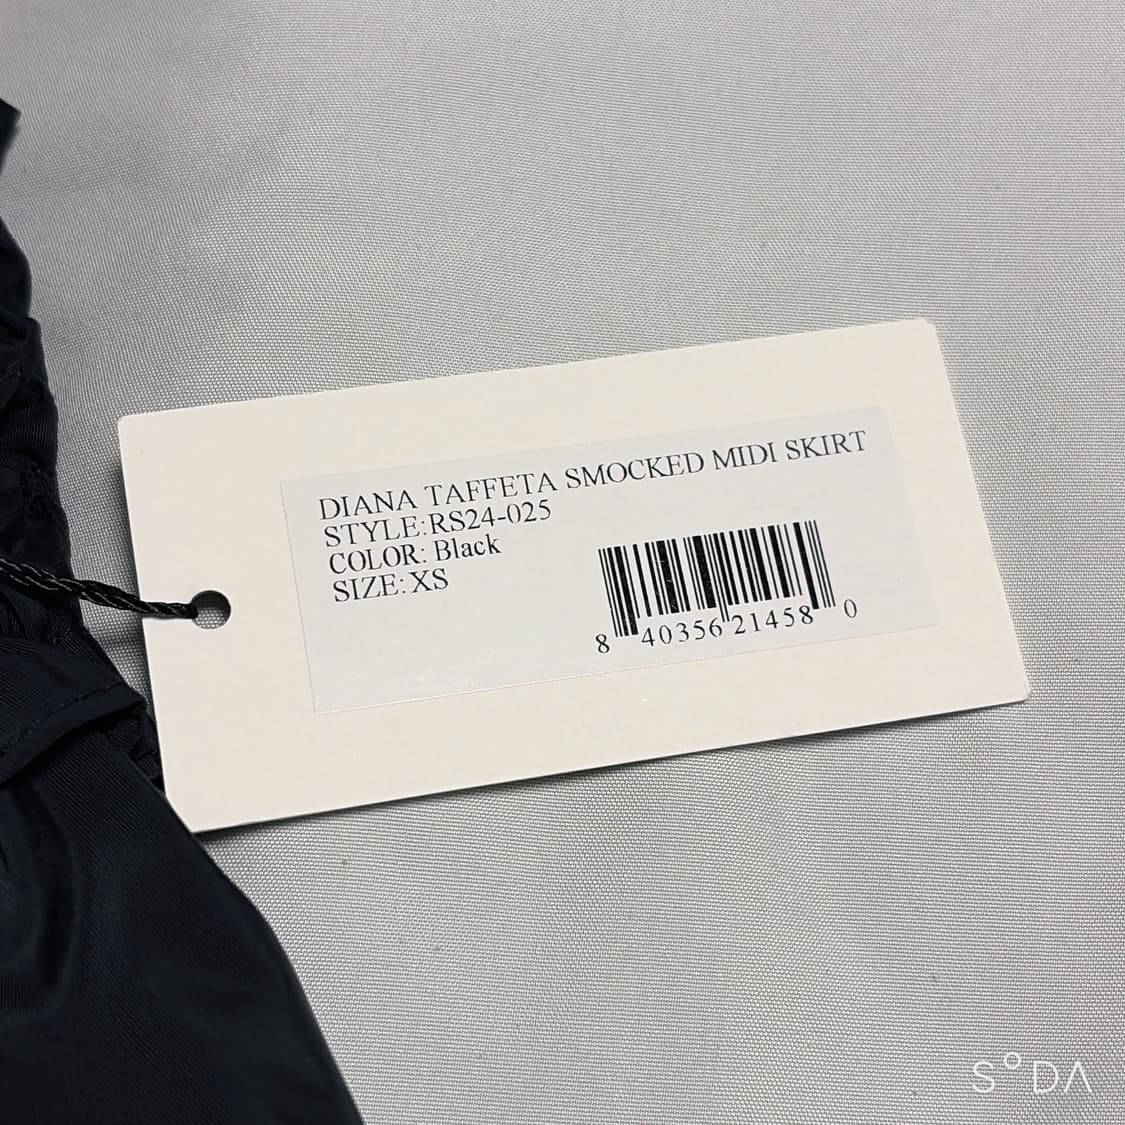 DIANA TAFFETA SMOCKED MIDI SKIRT
STYLE:RS24-025
COLOR: Black
SIZE: XS
8 40356 21458 0
S°DA